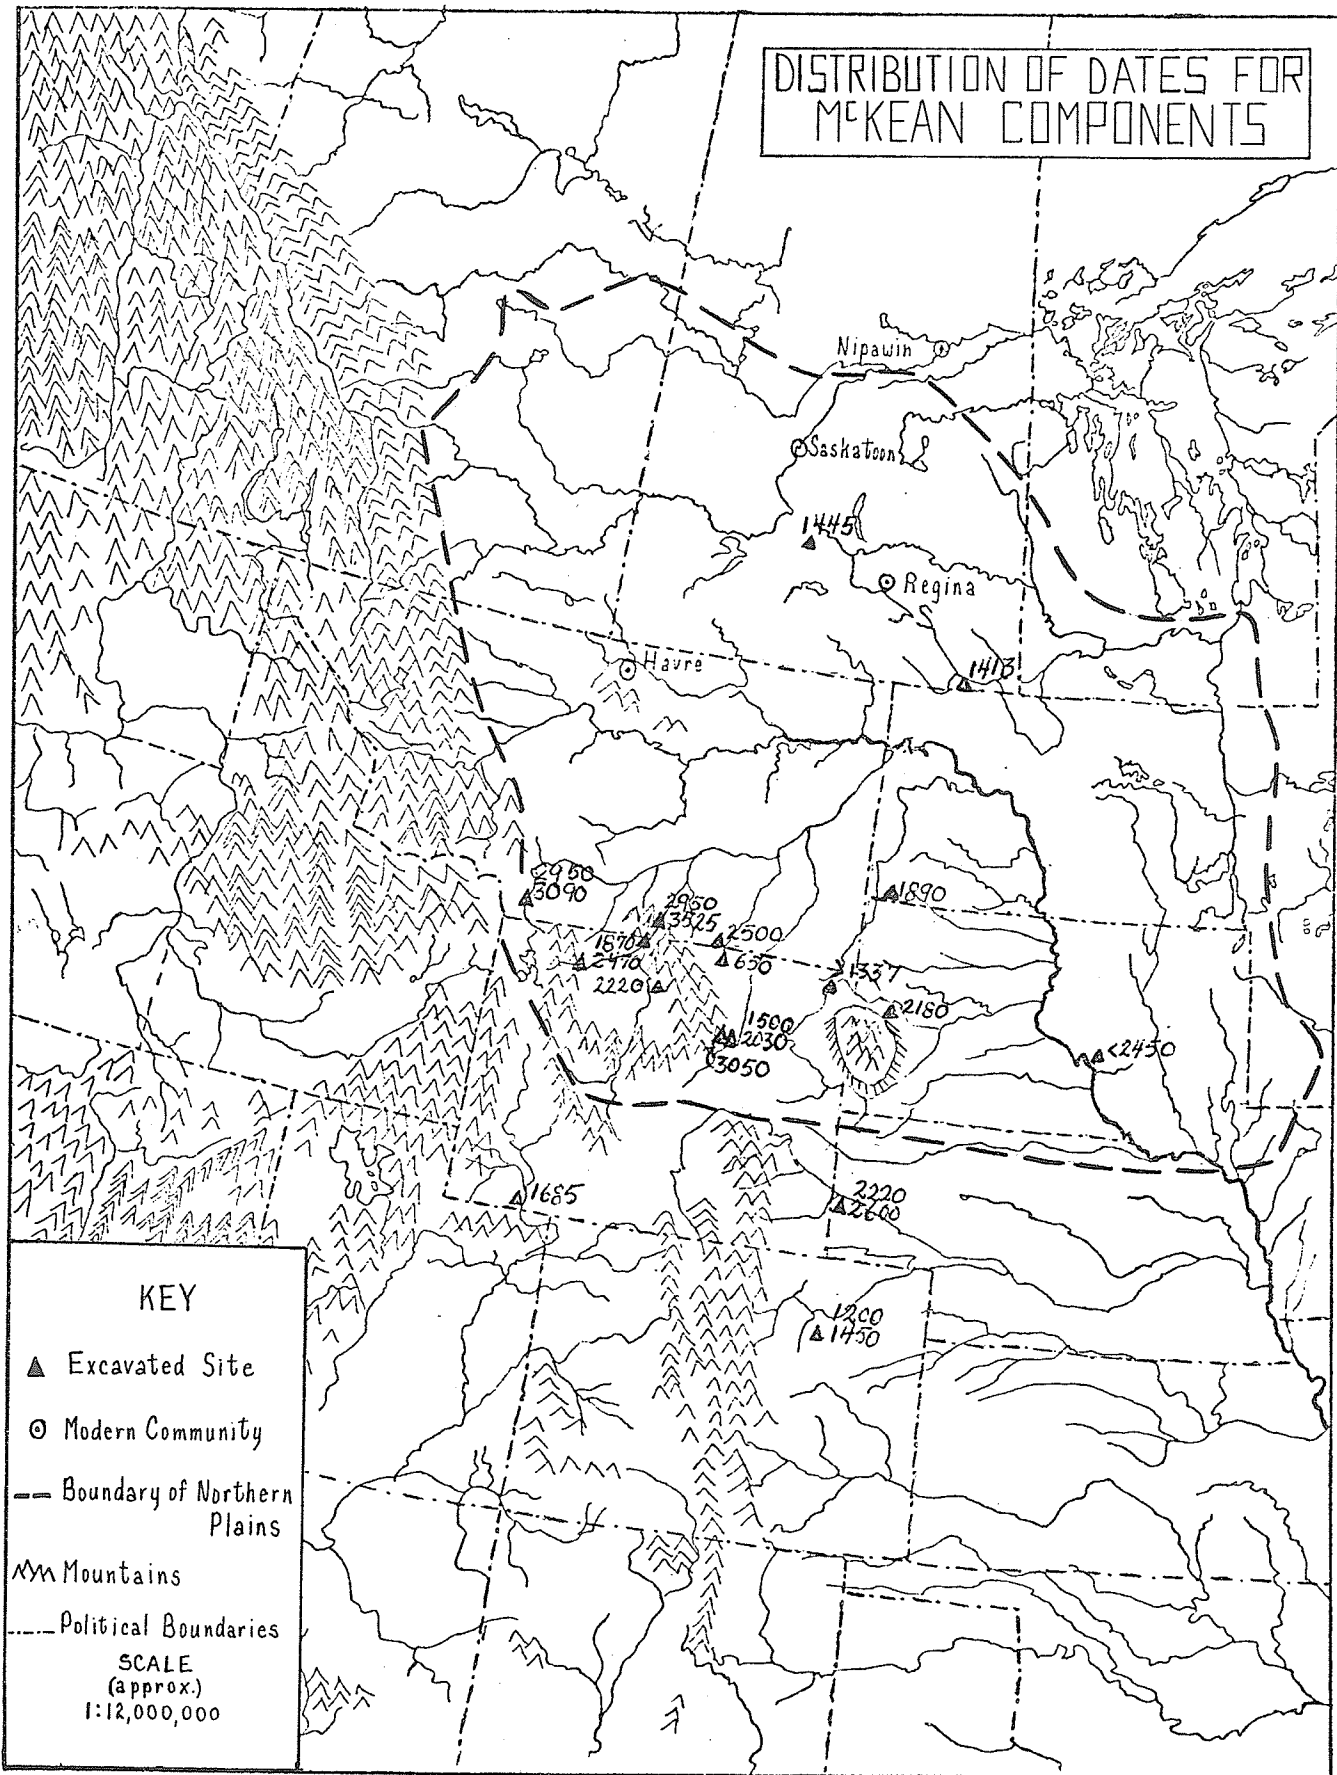 DISTRIBUTION OF DATES FOR
McKEAN COMPONENTS
Nipawin
Saskatoon
1445
Regina
Havre
1413
2950
3090
2950
3525
1890
1870
2500
2470
650
2220
1337
2180
1500
2030
3050
<2450
1685
2220
2600
1200
1450
KEY
Excavated Site
Modern Community
Boundary of Northern
Plains
Mountains
Political Boundaries
SCALE
(approx.)
1:12,000,000